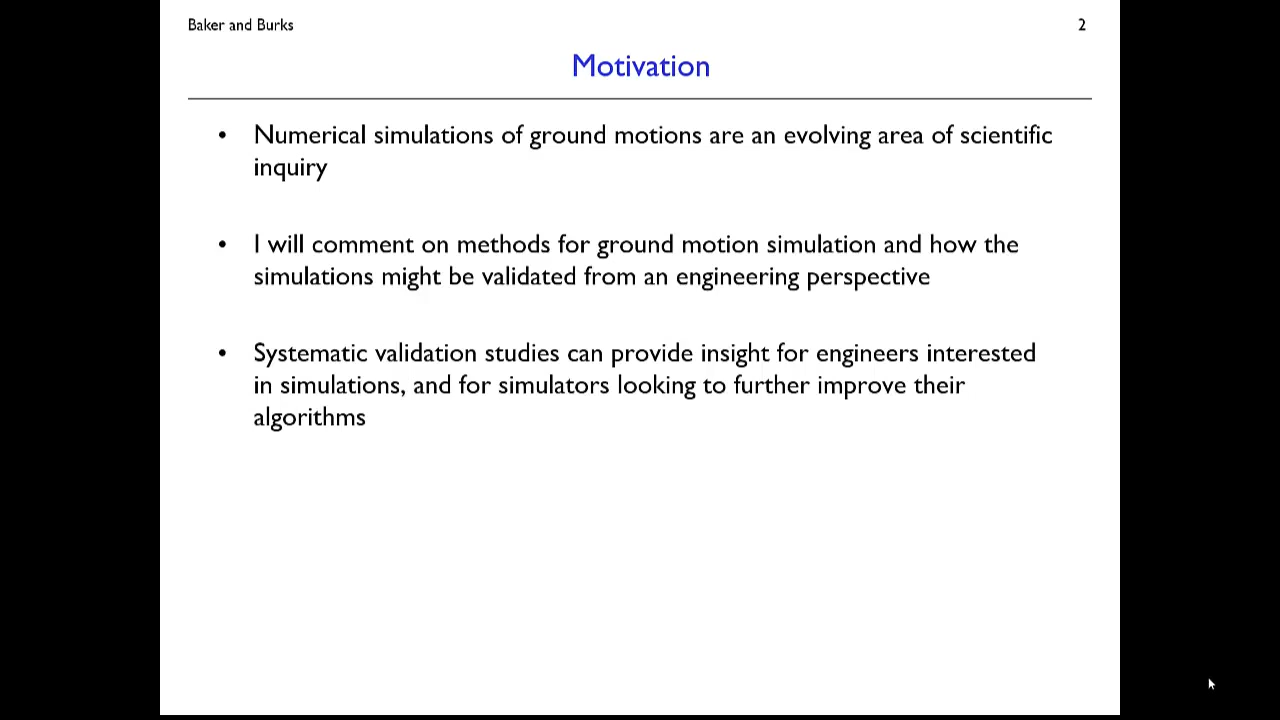 Baker and Burks
2
Motivation
• Numerical simulations of ground motions are an evolving area of scientific
inquiry
• I will comment on methods for ground motion simulation and how the
simulations might be validated from an engineering perspective
• Systematic validation studies can provide insight for engineers interested
in simulations, and for simulators looking to further improve their
algorithms